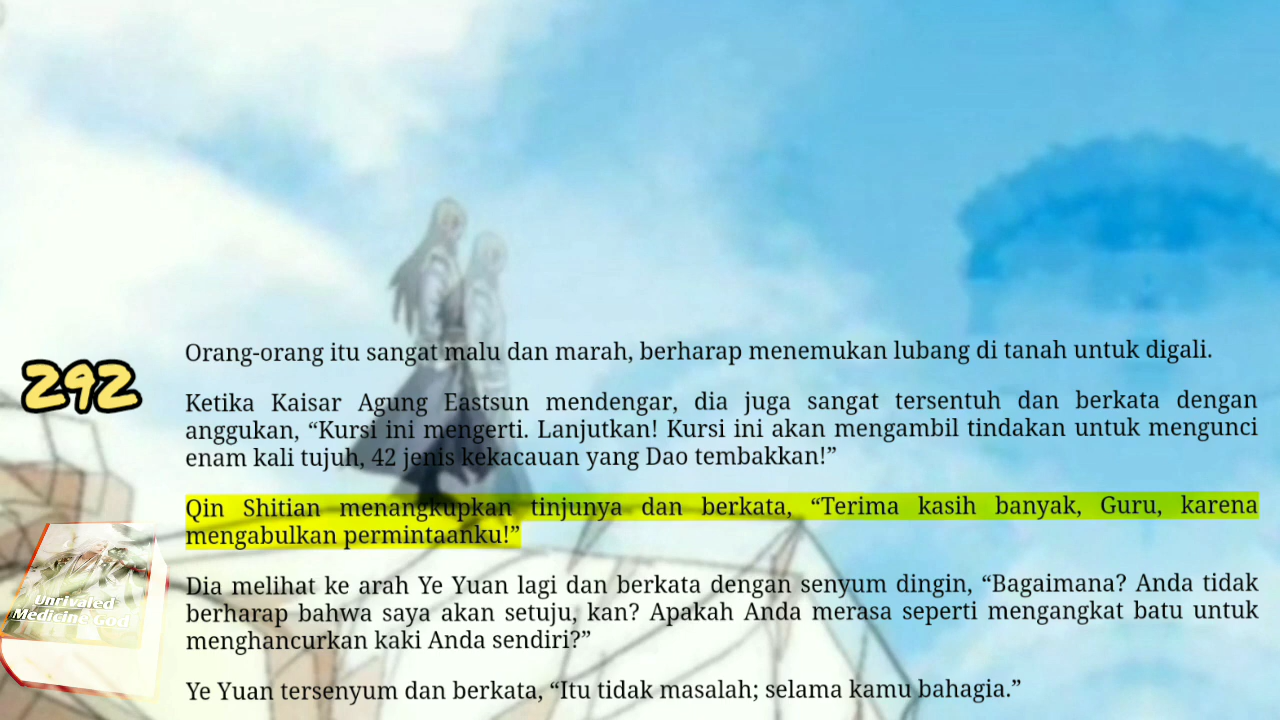 Orang-orang itu sangat malu dan marah, berharap menemukan lubang di tanah untuk digali.
292
Ketika Kaisar Agung Eastsun mendengar, dia juga sangat tersentuh dan berkata dengan
anggukan, “Kursi ini mengerti. Lanjutkan! Kursi ini akan mengambil tindakan untuk mengunci
enam kali tujuh, 42 jenis kekacauan yang Dao tembakkan!”
Qin Shitian menangkupkan tinjunya dan berkata, “Terima kasih banyak, Guru, karena
mengabulkan permintaanku!”
Dia melihat ke arah Ye Yuan lagi dan berkata dengan senyum dingin, “Bagaimana? Anda tidak
berharap bahwa saya akan setuju, kan? Apakah Anda merasa seperti mengangkat batu untuk
menghancurkan kaki Anda sendiri?”
Unrivaled
Medicine God
Ye Yuan tersenyum dan berkata, “Itu tidak masalah; selama kamu bahagia.”